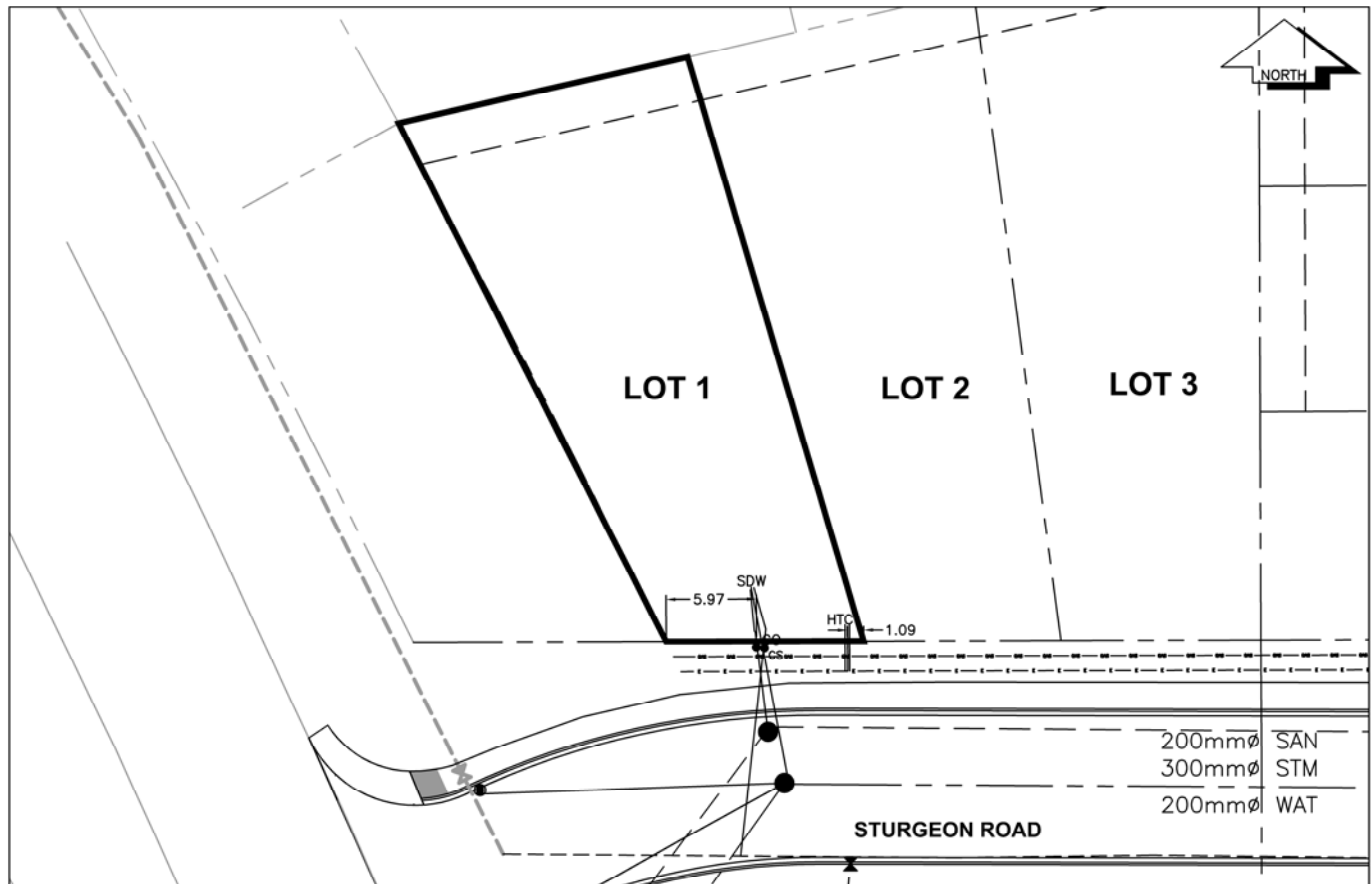 NORTH
LOT 1
LOT 2
LOT 3
SDW
5.97
HTC
1.09
CO
CS
200mmø SAN
300mmø STM
200mmø WAT
STURGEON ROAD